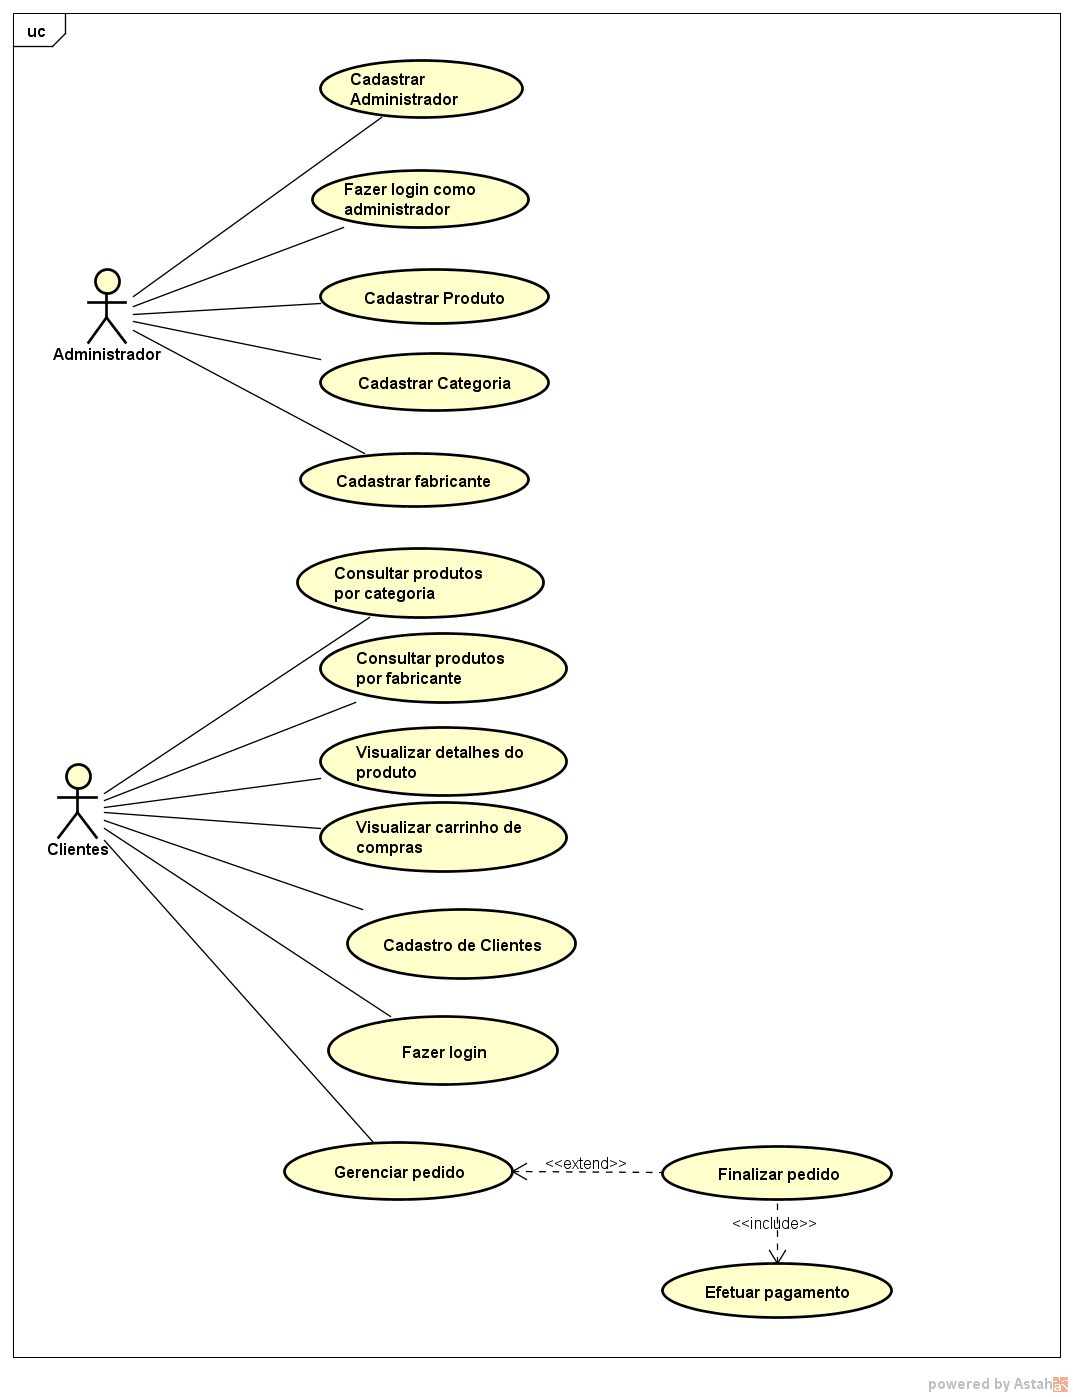 uc
Cadastrar
Administrador
Fazer login como
administrador
Cadastrar Produto
Administrador
Cadastrar Categoria
Cadastrar fabricante
Consultar produtos
por categoria
Consultar produtos
por fabricante
Visualizar detalhes do
produto
Visualizar carrinho de
compras
Clientes
Cadastro de Clientes
Fazer login
Gerenciar pedido
<<extend>>
Finalizar pedido
<<include>>
Efetuar pagamento
powered by Astah